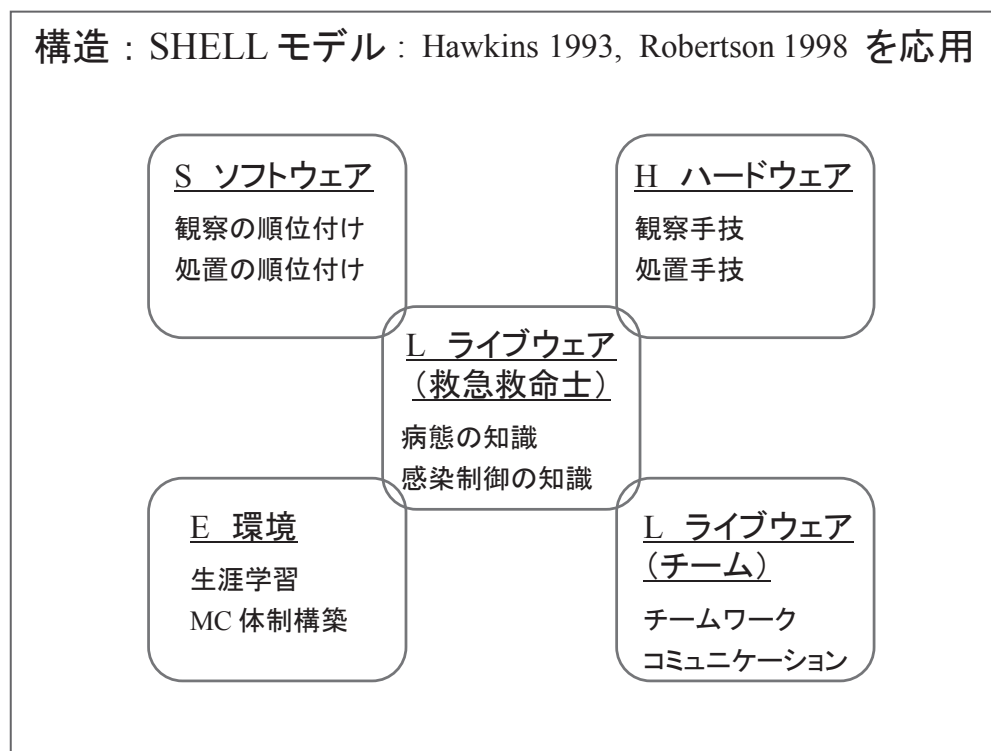 構造：SHELL モデル：Hawkins 1993, Robertson 1998 を応用
S ソフトウェア
観察の順位付け
処置の順位付け
H ハードウェア
観察手技
処置手技
L ライブウェア
（救急救命士）
病態の知識
感染制御の知識
E 環境
生涯学習
MC 体制構築
L ライブウェア
（チーム）
チームワーク
コミュニケーション